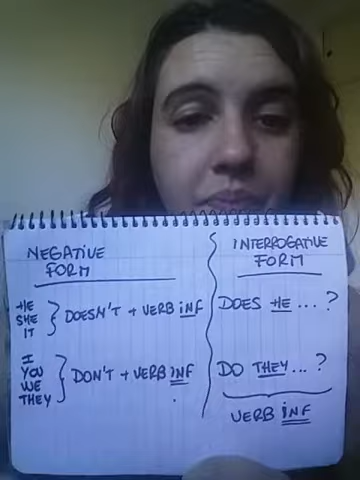 NEGATIVE
FORM
HE
SHE
IT
DOESN'T + VERB INF
I
YOU
WE
THEY
DON'T + VERB INF
INTERROGATIVE
FORM
DOES HE ... ?
DO THEY ... ?
VERB INF